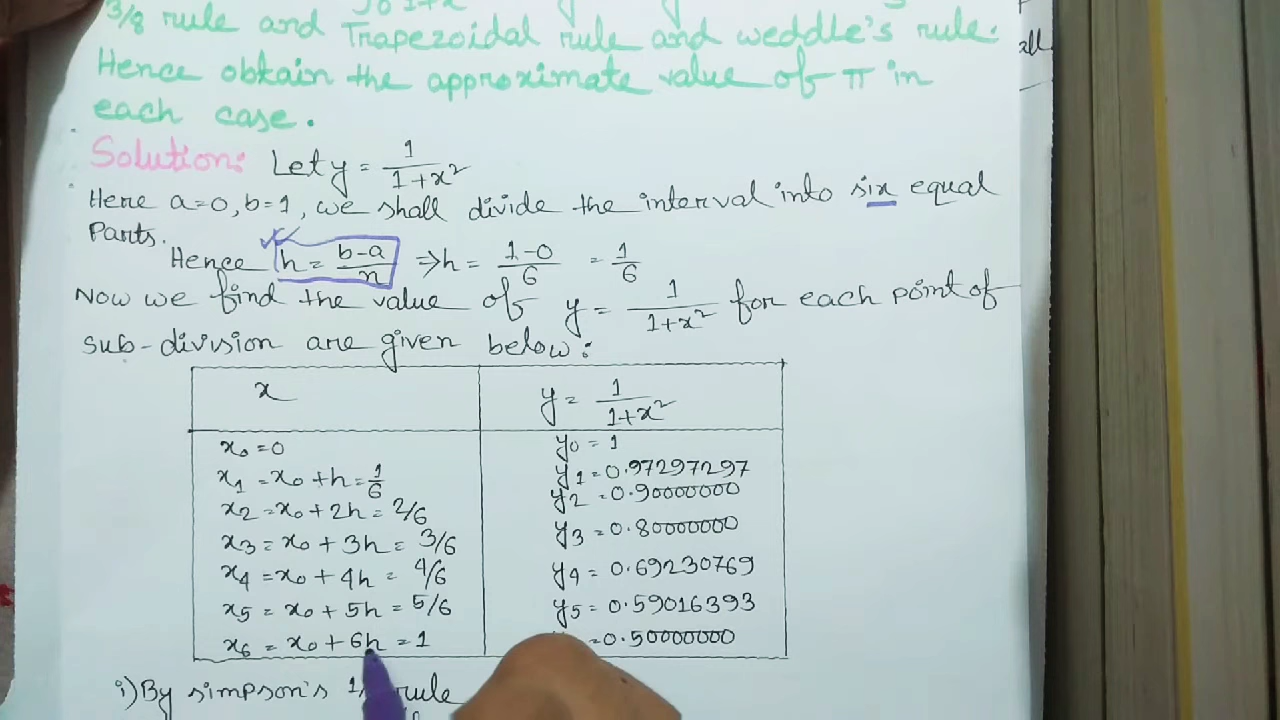 3/8 rule and Trapezoidal rule and weddle's rule.
Hence obtain the approximate value of π in
each case.
Solution: Let y = 1/(1+x²)
Here a=0, b=1, we shall divide the interval into six equal
Parts.
Hence h = (b-a)/n ⇒ h = (1-0)/6 = 1/6
Now we find the value of y = 1/(1+x²) for each point of
sub-division are given below:
x y = 1/(1+x²)
x₀ = 0 y₀ = 1
x₁ = x₀ + h = 1/6 y₁ = 0.97297297
x₂ = x₀ + 2h = 2/6 y₂ = 0.90000000
x₃ = x₀ + 3h = 3/6 y₃ = 0.80000000
x₄ = x₀ + 4h = 4/6 y₄ = 0.69230769
x₅ = x₀ + 5h = 5/6 y₅ = 0.59016393
x₆ = x₀ + 6h = 1 = 0.50000000
i) By simpson's rule
all